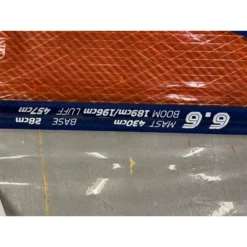 6.6
MAST 430cm BASE 28cm
BOOM 189cm/196cm LUFF 457cm